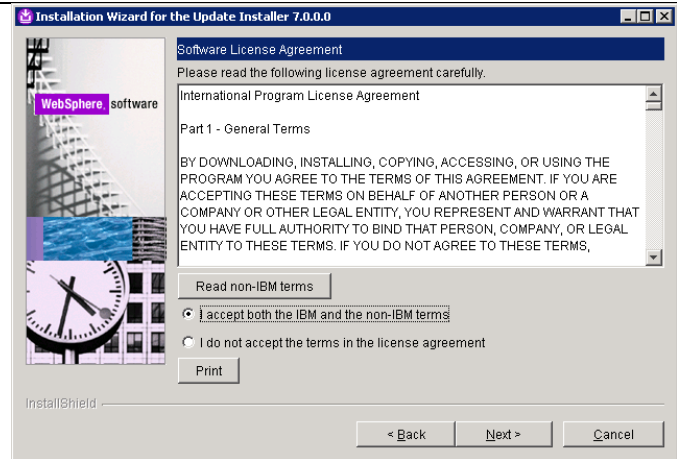 Installation Wizard for the Update Installer 7.0.0.0
WebSphere. software
Software License Agreement
Please read the following license agreement carefully.
International Program License Agreement
Part 1 - General Terms
BY DOWNLOADING, INSTALLING, COPYING, ACCESSING, OR USING THE
PROGRAM YOU AGREE TO THE TERMS OF THIS AGREEMENT. IF YOU ARE
ACCEPTING THESE TERMS ON BEHALF OF ANOTHER PERSON OR A
COMPANY OR OTHER LEGAL ENTITY, YOU REPRESENT AND WARRANT THAT
YOU HAVE FULL AUTHORITY TO BIND THAT PERSON, COMPANY, OR LEGAL
ENTITY TO THESE TERMS. IF YOU DO NOT AGREE TO THESE TERMS,
Read non-IBM terms
I accept both the IBM and the non-IBM terms
I do not accept the terms in the license agreement
Print
InstallShield
< Back
Next >
Cancel